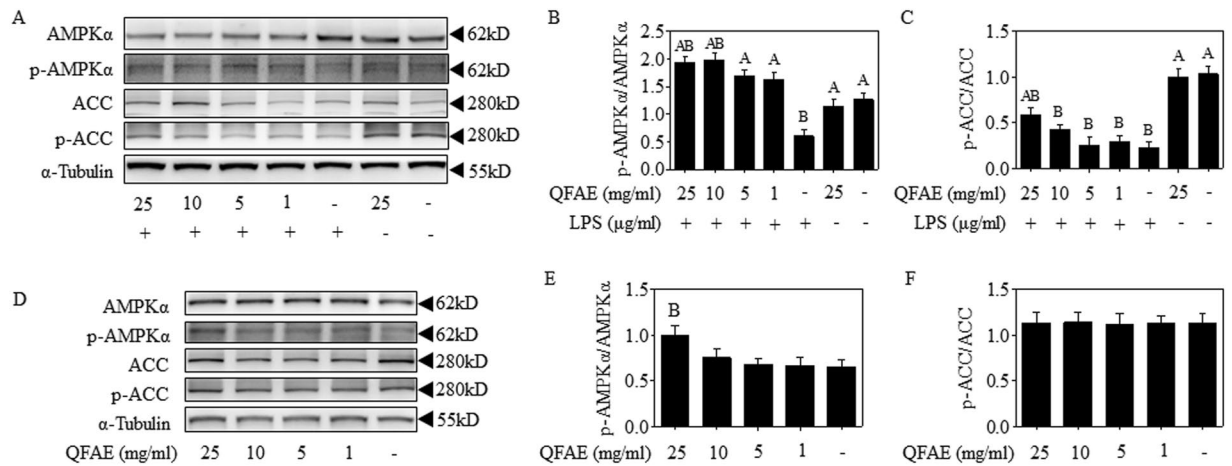 A
AMPKα
62kD
p-AMPKα
62kD
ACC
280kD
p-ACC
280kD
α-Tubulin
55kD
25 10 5 1 - 25 -
+ + + + + - -
B
p-AMPKα/AMPKα
2.5
2.0
1.5
1.0
0.5
0.0
AB AB A A B A A
QFAE (mg/ml) 25 10 5 1 - 25 -
LPS (µg/ml) + + + + + - -
C
p-ACC/ACC
1.5
1.0
0.5
0.0
AB B B B B A A
QFAE (mg/ml) 25 10 5 1 - 25 -
LPS (µg/ml) + + + + + - -
D
AMPKα
62kD
p-AMPKα
62kD
ACC
280kD
p-ACC
280kD
α-Tubulin
55kD
QFAE (mg/ml) 25 10 5 1 -
E
p-AMPKα/AMPKα
1.5
1.0
0.5
0.0
B
QFAE (mg/ml) 25 10 5 1 -
F
p-ACC/ACC
1.5
1.0
0.5
0.0
QFAE (mg/ml) 25 10 5 1 -